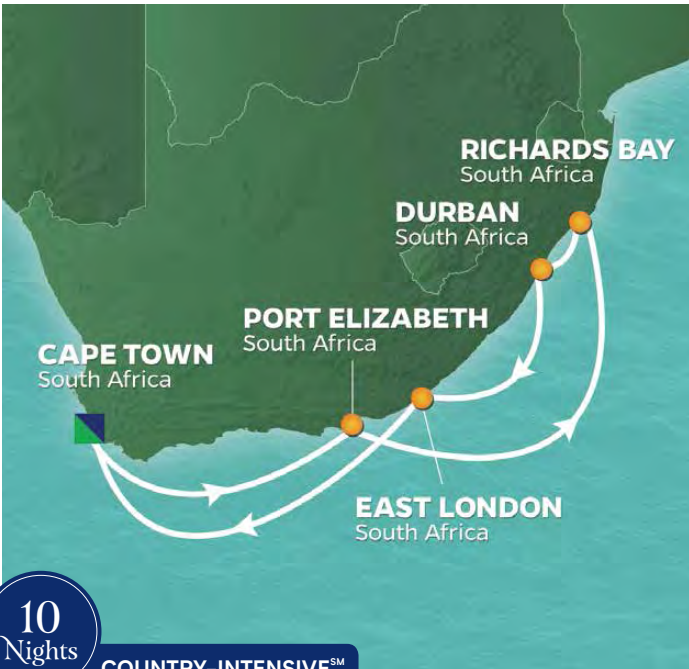 RICHARDS BAY
South Africa
DURBAN
South Africa
PORT ELIZABETH
South Africa
CAPE TOWN
South Africa
EAST LONDON
South Africa
10
Nights
COUNTRY-INTENSIVE℠